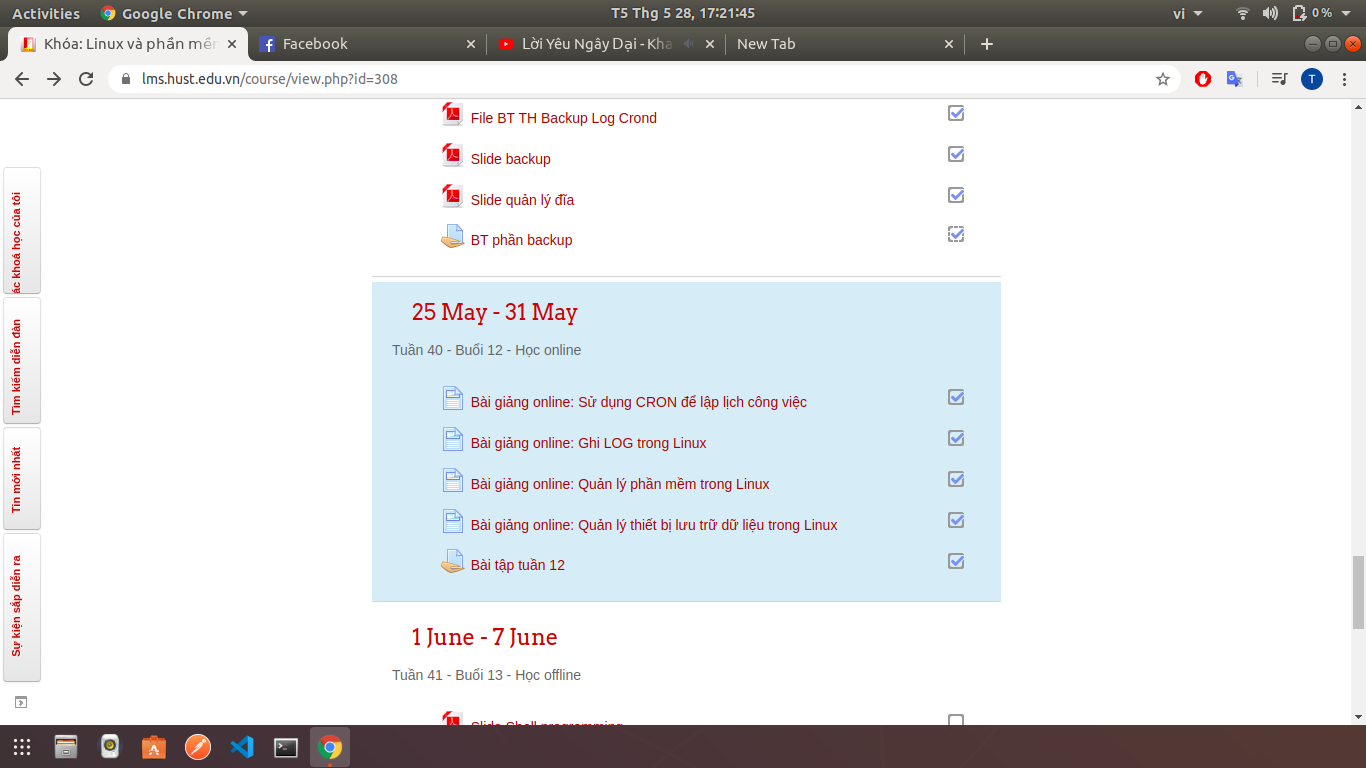 Activities Google Chrome T5 Thg 5 28, 17:21:45 vi 0 %
Khóa: Linux và phần mền Facebook Lời Yêu Ngây Dại - Kha New Tab
lms.hust.edu.vn/course/view.php?id=308 T
File BT TH Backup Log Crond
Slide backup
Slide quản lý đĩa
BT phần backup
25 May - 31 May
Tuần 40 - Buổi 12 - Học online
Bài giảng online: Sử dụng CRON để lập lịch công việc
Bài giảng online: Ghi LOG trong Linux
Bài giảng online: Quản lý phần mềm trong Linux
Bài giảng online: Quản lý thiết bị lưu trữ dữ liệu trong Linux
Bài tập tuần 12
1 June - 7 June
Tuần 41 - Buổi 13 - Học offline
Slide Shell programming
ác khoá học của tôi
Tìm kiếm diễn đàn
Tin mới nhất
Sự kiện sắp diễn ra